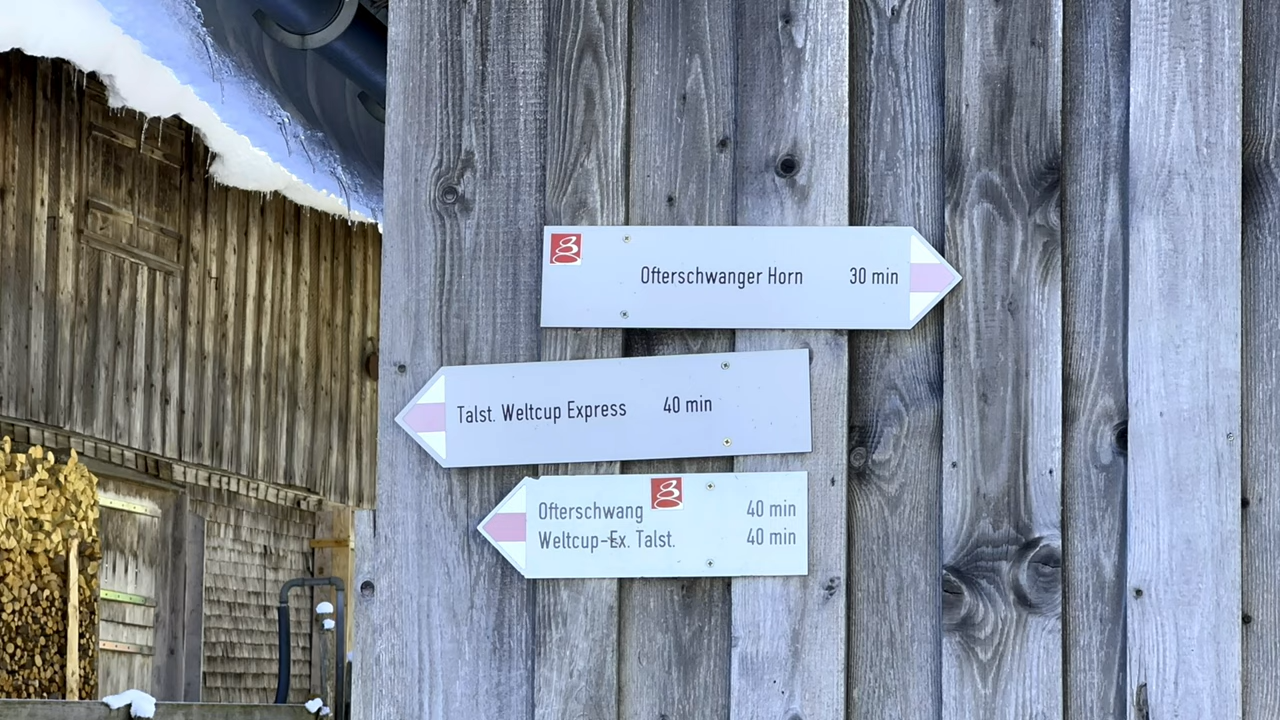 Ofterschwanger Horn 30 min
Talst. Weltcup Express 40 min
Ofterschwang 40 min
Weltcup-Ex. Talst. 40 min